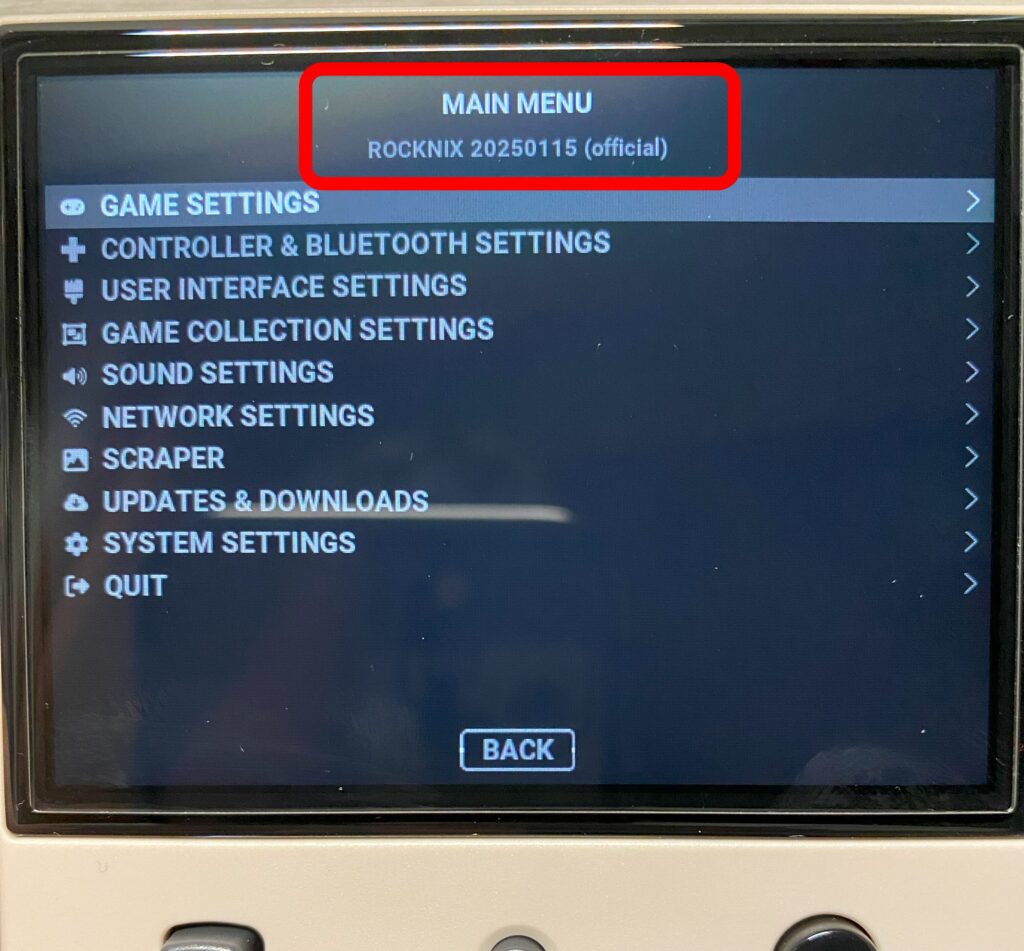 MAIN MENU
ROCKNIX 20250115 (official)
GAME SETTINGS
CONTROLLER & BLUETOOTH SETTINGS
USER INTERFACE SETTINGS
GAME COLLECTION SETTINGS
SOUND SETTINGS
NETWORK SETTINGS
SCRAPER
UPDATES & DOWNLOADS
SYSTEM SETTINGS
QUIT
BACK